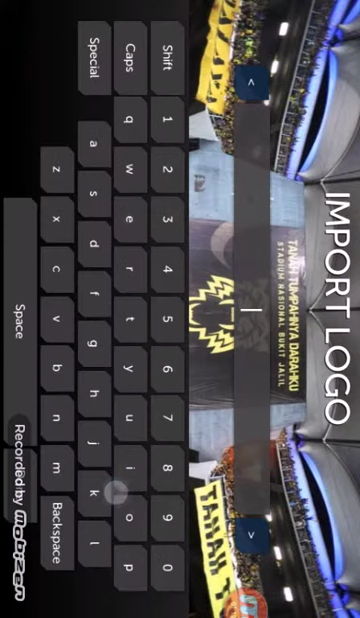 IMPORT LOGO
TANAH TUMPAHNYA DARAHKU
STADIUM NASIONAL BUKIT JALIL
<
>
Shift 1 2 3 4 5 6 7 8 9 0
Caps q w e r t y u i o p
Special a s d f g h j k l
z x c v b n m Backspace
Space
Recorded by Mobizen